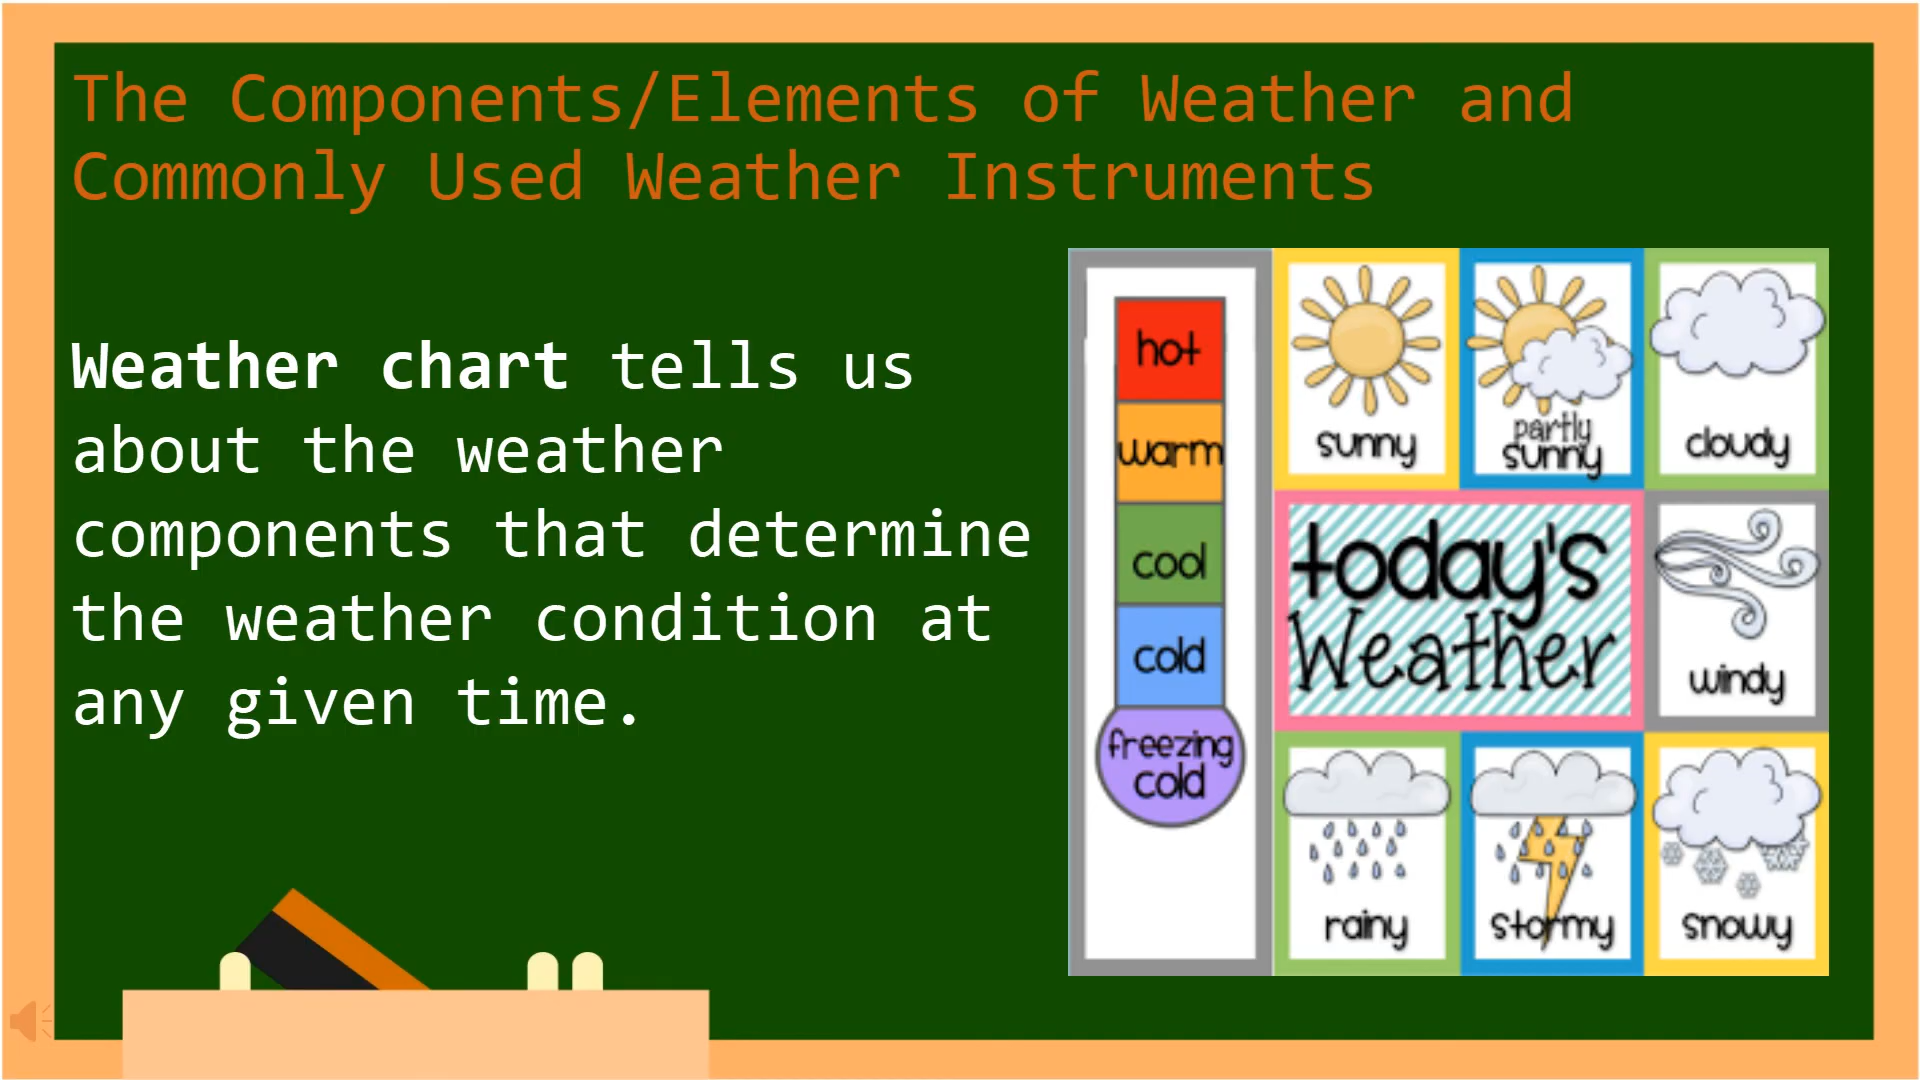 The Components/Elements of Weather and
Commonly Used Weather Instruments
Weather chart tells us
about the weather
components that determine
the weather condition at
any given time.
hot
warm
cool
cold
freezing
cold
sunny
partly
sunny
cloudy
today's
Weather
windy
rainy
stormy
snowy